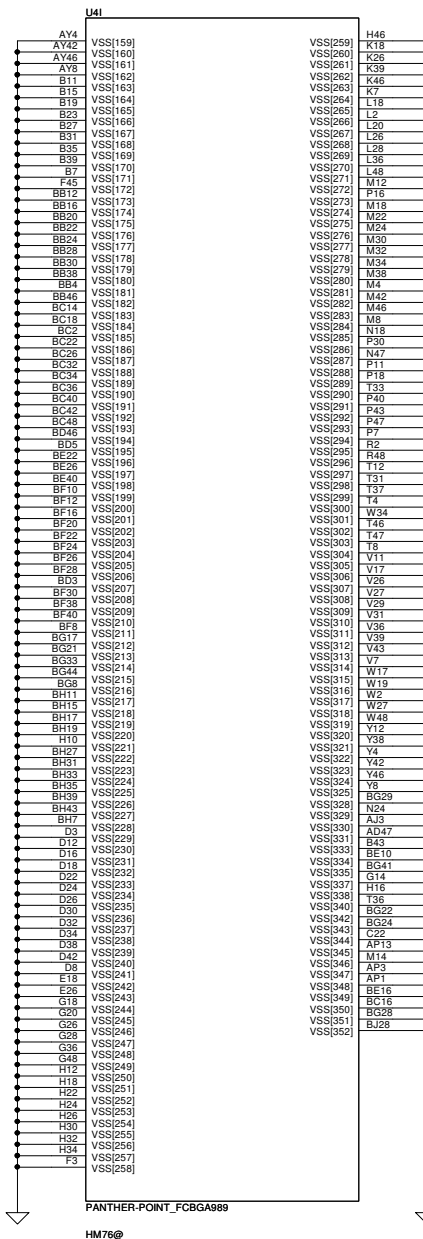 U4I
AY4 VSS[159] VSS[259] H46
AY42 VSS[160] VSS[260] K18
AY46 VSS[161] VSS[261] K26
AY8 VSS[162] VSS[262] K39
B11 VSS[163] VSS[263] K46
B15 VSS[164] VSS[264] K7
B19 VSS[165] VSS[265] L18
B23 VSS[166] VSS[266] L2
B27 VSS[167] VSS[267] L20
B31 VSS[168] VSS[268] L26
B35 VSS[169] VSS[269] L28
B39 VSS[170] VSS[270] L36
B7 VSS[171] VSS[271] L48
F45 VSS[172] VSS[272] M12
BB12 VSS[173] VSS[273] P16
BB16 VSS[174] VSS[274] M18
BB20 VSS[175] VSS[275] M22
BB22 VSS[176] VSS[276] M24
BB24 VSS[177] VSS[277] M30
BB28 VSS[178] VSS[278] M32
BB30 VSS[179] VSS[279] M34
BB38 VSS[180] VSS[280] M38
BB4 VSS[181] VSS[281] M4
BB46 VSS[182] VSS[282] M42
BC14 VSS[183] VSS[283] M46
BC18 VSS[184] VSS[284] M8
BC2 VSS[185] VSS[285] N18
BC22 VSS[186] VSS[286] P30
BC26 VSS[187] VSS[287] N47
BC32 VSS[188] VSS[288] P11
BC34 VSS[189] VSS[289] P18
BC36 VSS[190] VSS[290] T33
BC40 VSS[191] VSS[291] P40
BC42 VSS[192] VSS[292] P43
BC48 VSS[193] VSS[293] P47
BD46 VSS[194] VSS[294] P7
BD5 VSS[195] VSS[295] R2
BE22 VSS[196] VSS[296] R48
BE26 VSS[197] VSS[297] T12
BE40 VSS[198] VSS[298] T31
BF10 VSS[199] VSS[299] T37
BF12 VSS[200] VSS[300] T4
BF16 VSS[201] VSS[301] W34
BF20 VSS[202] VSS[302] T46
BF22 VSS[203] VSS[303] T47
BF24 VSS[204] VSS[304] T8
BF26 VSS[205] VSS[305] V11
BF28 VSS[206] VSS[306] V17
BD3 VSS[207] VSS[307] V26
BF30 VSS[208] VSS[308] V27
BF38 VSS[209] VSS[309] V29
BF40 VSS[210] VSS[310] V31
BF8 VSS[211] VSS[311] V36
BG17 VSS[212] VSS[312] V39
BG21 VSS[213] VSS[313] V43
BG33 VSS[214] VSS[314] V7
BG44 VSS[215] VSS[315] W17
BG8 VSS[216] VSS[316] W19
BH11 VSS[217] VSS[317] W2
BH15 VSS[218] VSS[318] W27
BH17 VSS[219] VSS[319] W48
BH19 VSS[220] VSS[320] Y12
H10 VSS[221] VSS[321] Y38
BH27 VSS[222] VSS[322] Y4
BH31 VSS[223] VSS[323] Y42
BH33 VSS[224] VSS[324] Y46
BH35 VSS[225] VSS[325] Y8
BH39 VSS[226] VSS[328] BG29
BH43 VSS[227] VSS[329] N24
BH7 VSS[228] VSS[330] AJ3
D3 VSS[229] VSS[331] AD47
D12 VSS[230] VSS[333] B43
D16 VSS[231] VSS[334] BE10
D18 VSS[232] VSS[335] BG41
D22 VSS[233] VSS[337] G14
D24 VSS[234] VSS[338] H16
D26 VSS[235] VSS[340] T36
D30 VSS[236] VSS[342] BG22
D32 VSS[237] VSS[343] BG24
D34 VSS[238] VSS[344] C22
D38 VSS[239] VSS[345] AP13
D42 VSS[240] VSS[346] M14
D8 VSS[241] VSS[347] AP3
E18 VSS[242] VSS[348] AP1
E26 VSS[243] VSS[349] BE16
G18 VSS[244] VSS[350] BC16
G20 VSS[245] VSS[351] BG28
G26 VSS[246] VSS[352] BJ28
G28 VSS[247]
G36 VSS[248]
G48 VSS[249]
H12 VSS[250]
H18 VSS[251]
H22 VSS[252]
H24 VSS[253]
H26 VSS[254]
H30 VSS[255]
H32 VSS[256]
H34 VSS[257]
F3 VSS[258]
PANTHER-POINT_FCBGA989
HM76@